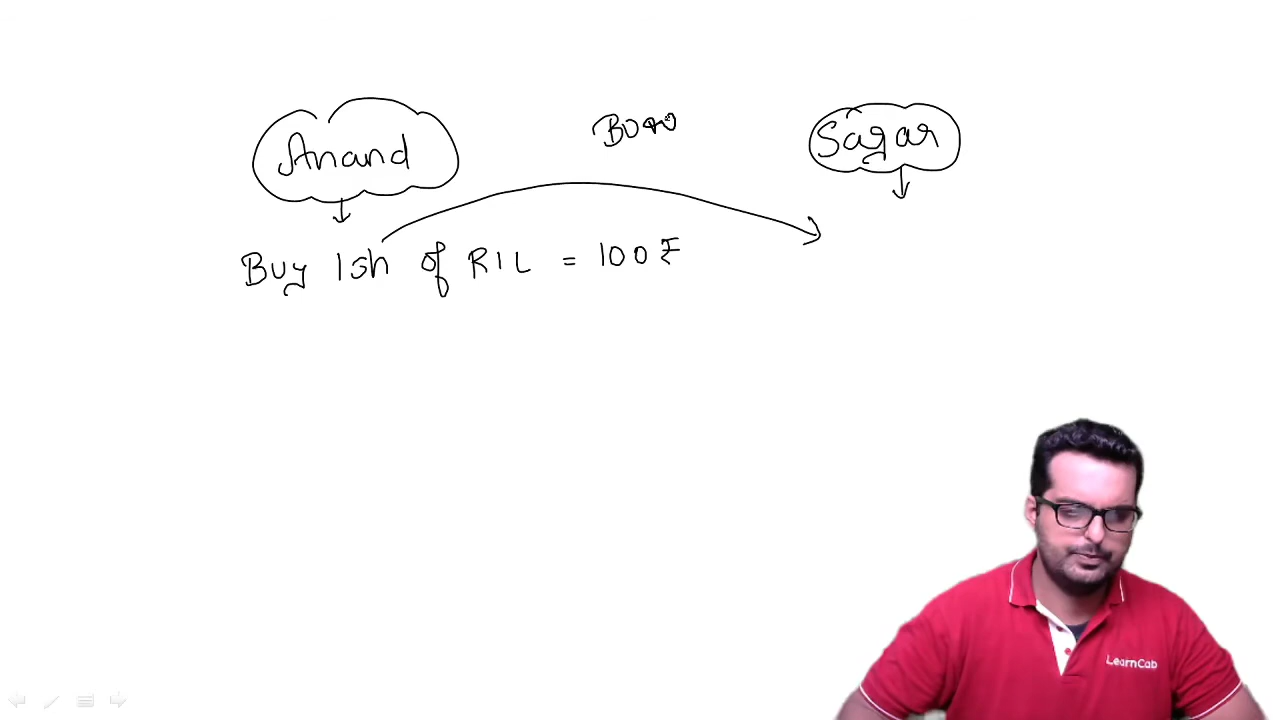 Anand
Sagar
Buy 1sh of RIL = 100₹
LearnCab